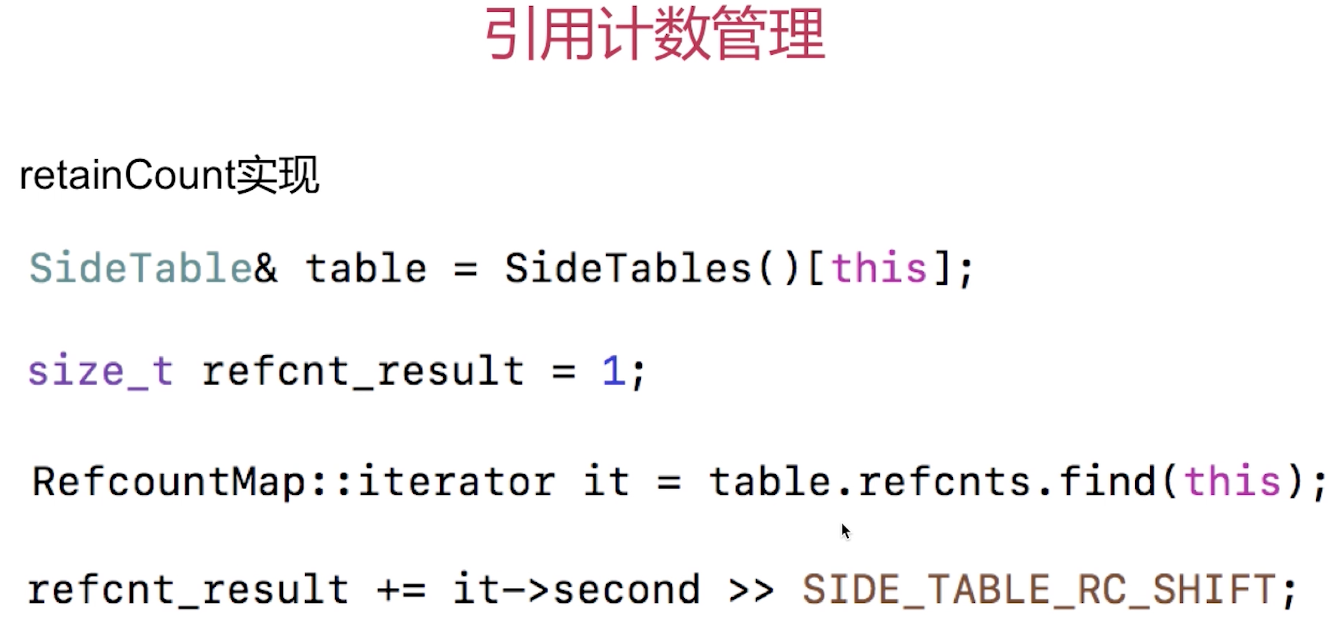 引用计数管理
retainCount实现
SideTable& table = SideTables()[this];
size_t refcnt_result = 1;
RefcountMap::iterator it = table.refcnts.find(this);
refcnt_result += it->second >> SIDE_TABLE_RC_SHIFT;